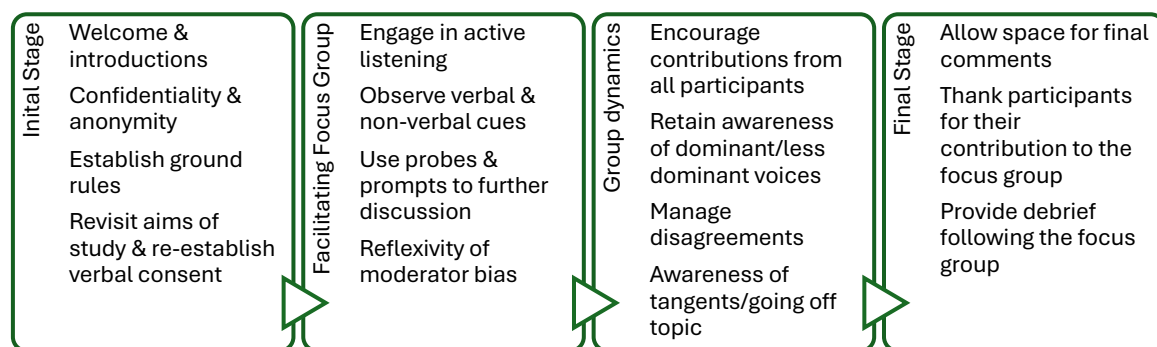 Inital Stage
Welcome &
introductions
Confidentiality &
anonymity
Establish ground
rules
Revisit aims of
study & re-establish
verbal consent
Facilitating Focus Group
Engage in active
listening
Observe verbal &
non-verbal cues
Use probes &
prompts to further
discussion
Reflexivity of
moderator bias
Group dynamics
Encourage
contributions from
all participants
Retain awareness
of dominant/less
dominant voices
Manage
disagreements
Awareness of
tangents/going off
topic
Final Stage
Allow space for final
comments
Thank participants
for their
contribution to the
focus group
Provide debrief
following the focus
group